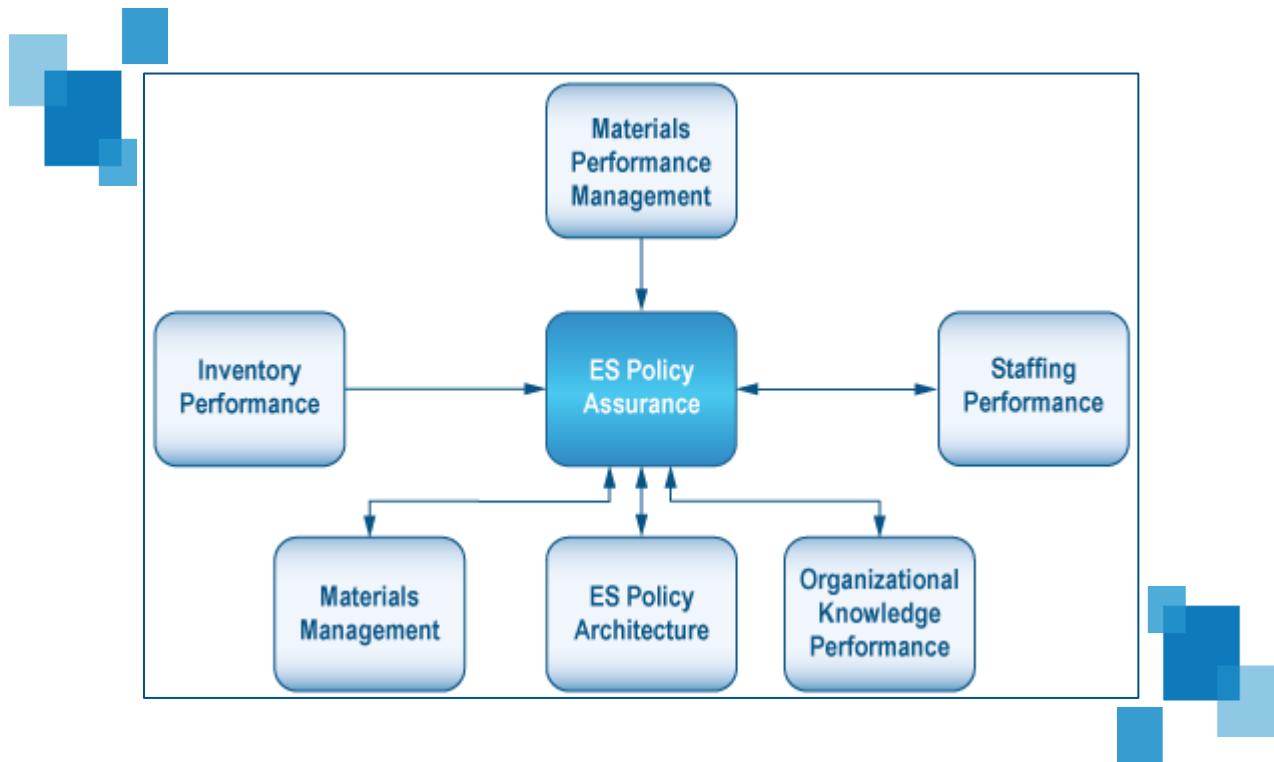 Materials
Performance
Management
Inventory
Performance
ES Policy
Assurance
Staffing
Performance
Materials
Management
ES Policy
Architecture
Organizational
Knowledge
Performance